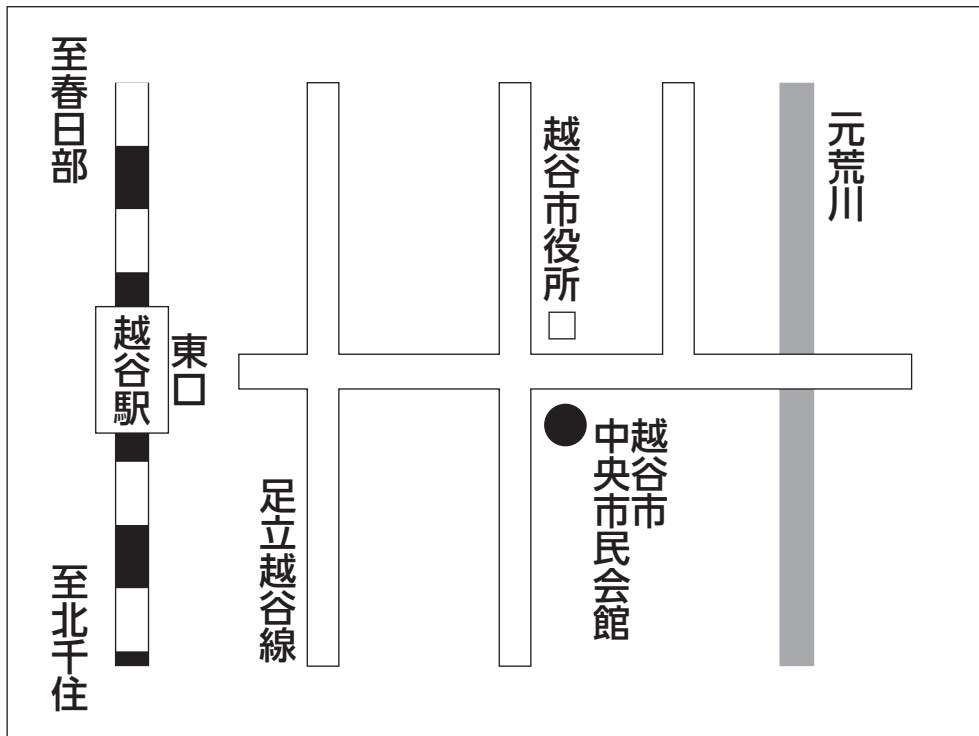 至春日部
越谷駅
東口
至北千住
足立越谷線
越谷市役所
越谷市
中央市民会館
元荒川